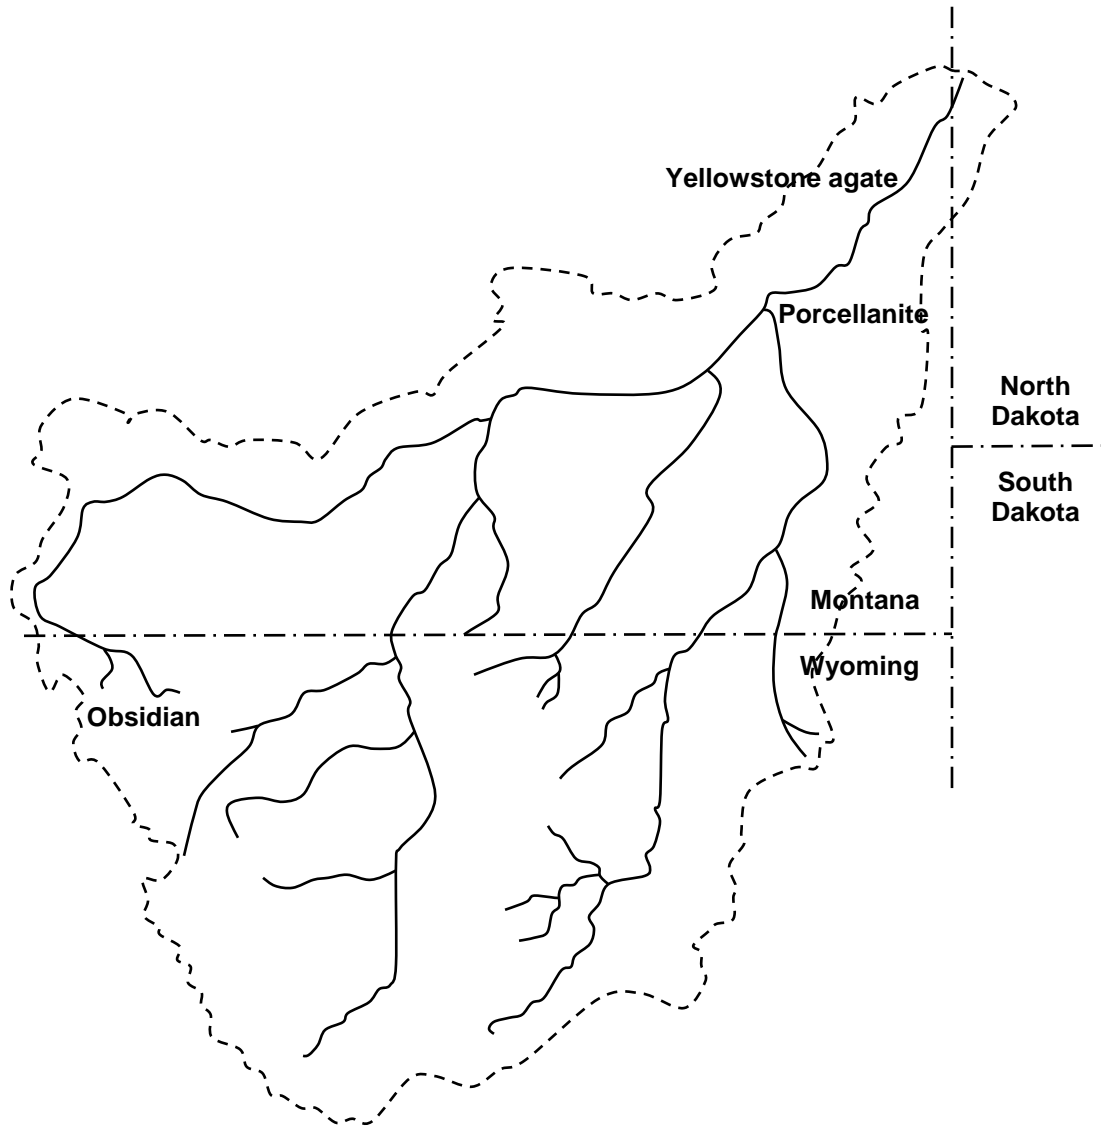 Yellowstone agate
Porcellanite
North
Dakota
South
Dakota
Montana
Wyoming
Obsidian